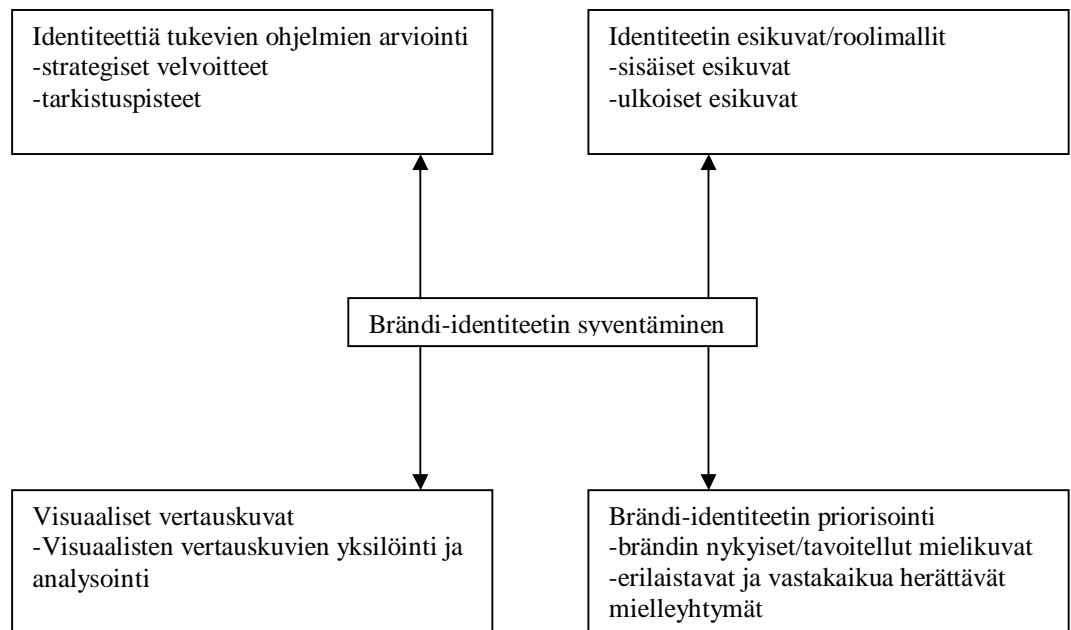 Identiteettiä tukevien ohjelmien arviointi
-strategiset velvoitteet
-tarkistuspisteet
Identiteetin esikuvat/roolimallit
-sisäiset esikuvat
-ulkoiset esikuvat
Brändi-identiteetin syventäminen
Visuaaliset vertauskuvat
-Visuaalisten vertauskuvien yksilöinti ja
analysointi
Brändi-identiteetin priorisointi
-brändin nykyiset/tavoitellut mielikuvat
-erilaistavat ja vastakaikua herättävät
mielleyhtymät